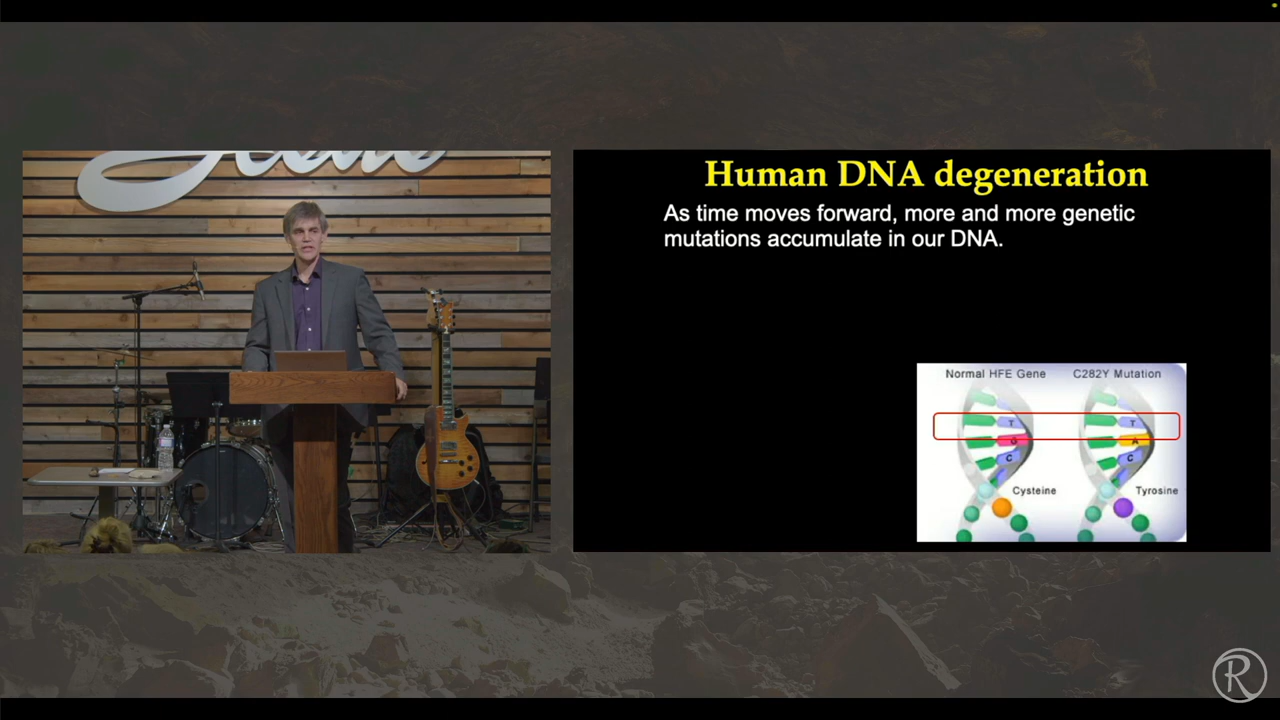 Human DNA degeneration
As time moves forward, more and more genetic
mutations accumulate in our DNA.
Normal HFE Gene C282Y Mutation
T T
G A
C C
Cysteine Tyrosine
R